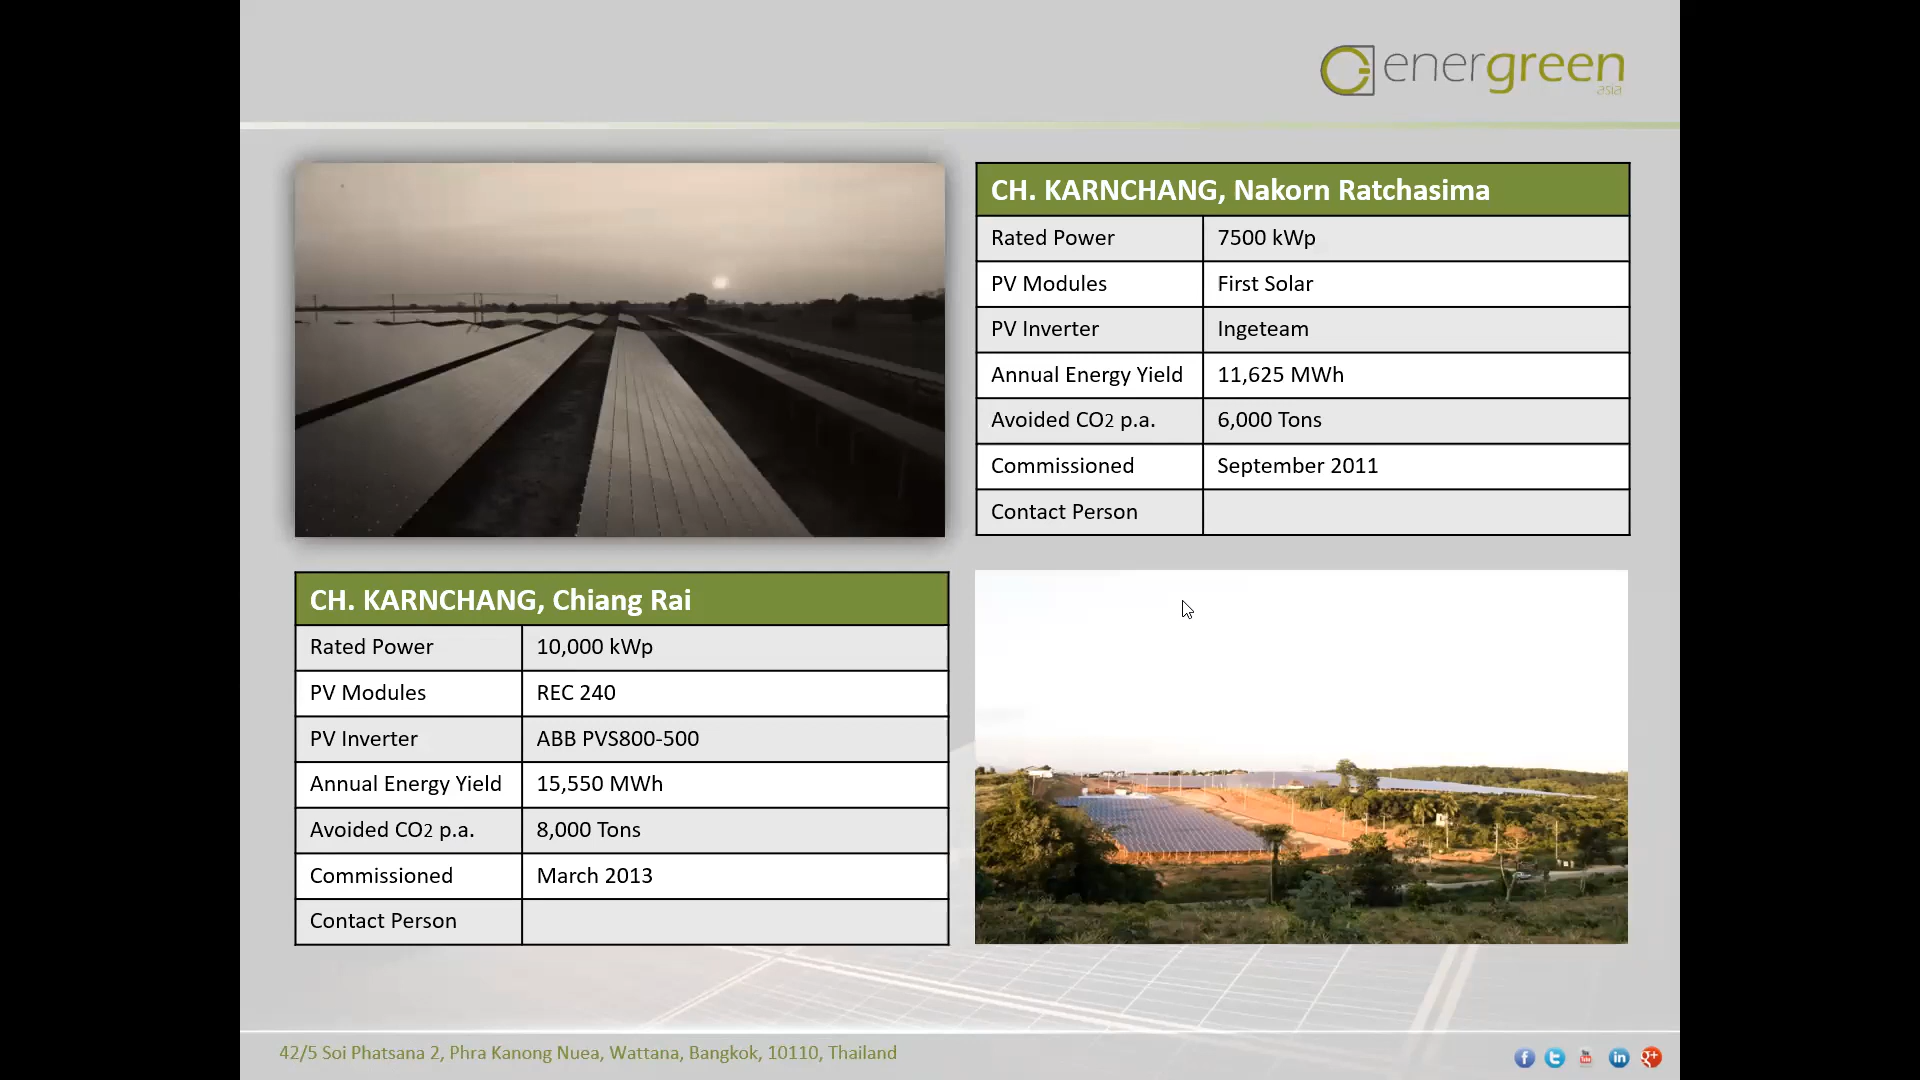 energreen
asia
CH. KARNCHANG, Nakorn Ratchasima
Rated Power 7500 kWp
PV Modules First Solar
PV Inverter Ingeteam
Annual Energy Yield 11,625 MWh
Avoided CO2 p.a. 6,000 Tons
Commissioned September 2011
Contact Person
CH. KARNCHANG, Chiang Rai
Rated Power 10,000 kWp
PV Modules REC 240
PV Inverter ABB PVS800-500
Annual Energy Yield 15,550 MWh
Avoided CO2 p.a. 8,000 Tons
Commissioned March 2013
Contact Person
42/5 Soi Phatsana 2, Phra Kanong Nuea, Wattana, Bangkok, 10110, Thailand